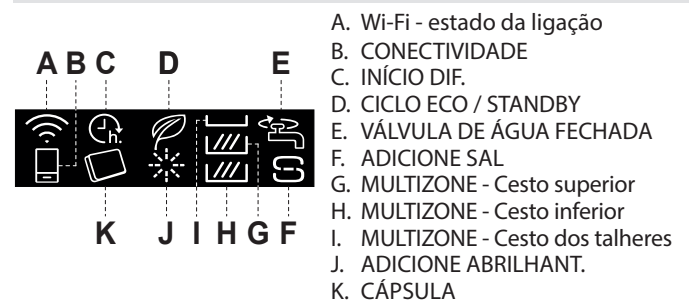 A B C D E
h.
K J I H G F
A. Wi-Fi - estado da ligação
B. CONECTIVIDADE
C. INÍCIO DIF.
D. CICLO ECO / STANDBY
E. VÁLVULA DE ÁGUA FECHADA
F. ADICIONE SAL
G. MULTIZONE - Cesto superior
H. MULTIZONE - Cesto inferior
I. MULTIZONE - Cesto dos talheres
J. ADICIONE ABRILHANT.
K. CÁPSULA